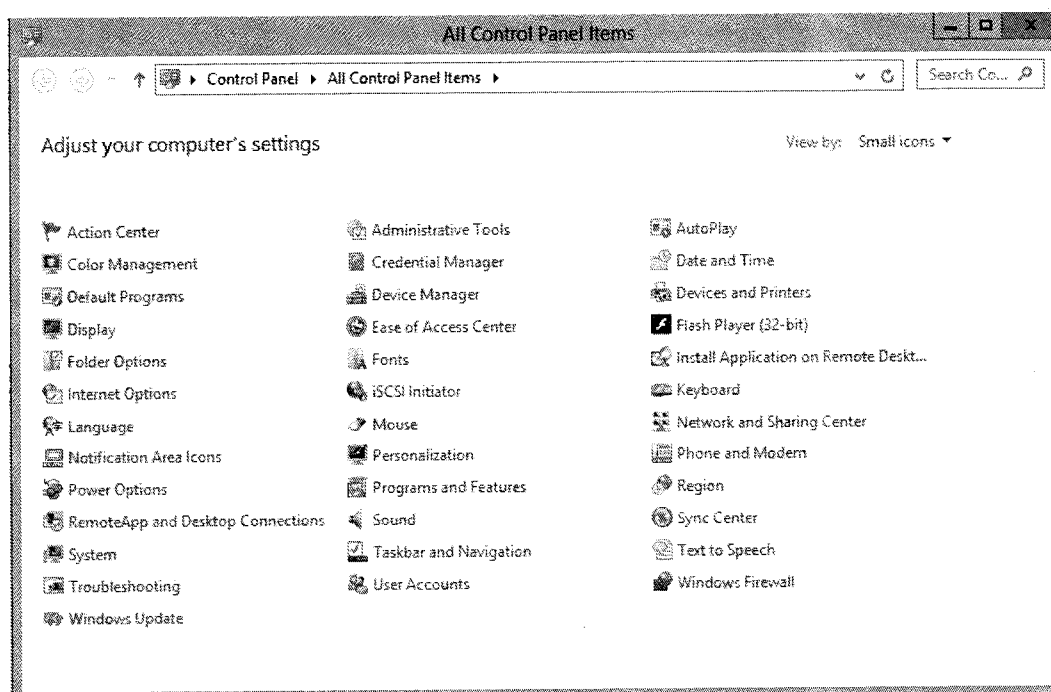 All Control Panel Items
Control Panel All Control Panel Items Search Co...
Adjust your computer's settings View by: Small icons
Action Center Administrative Tools AutoPlay
Color Management Credential Manager Date and Time
Default Programs Device Manager Devices and Printers
Display Ease of Access Center Flash Player (32-bit)
Folder Options Fonts Install Application on Remote Deskt...
Internet Options iSCSI Initiator Keyboard
Language Mouse Network and Sharing Center
Notification Area Icons Personalization Phone and Modem
Power Options Programs and Features Region
RemoteApp and Desktop Connections Sound Sync Center
System Taskbar and Navigation Text to Speech
Troubleshooting User Accounts Windows Firewall
Windows Update